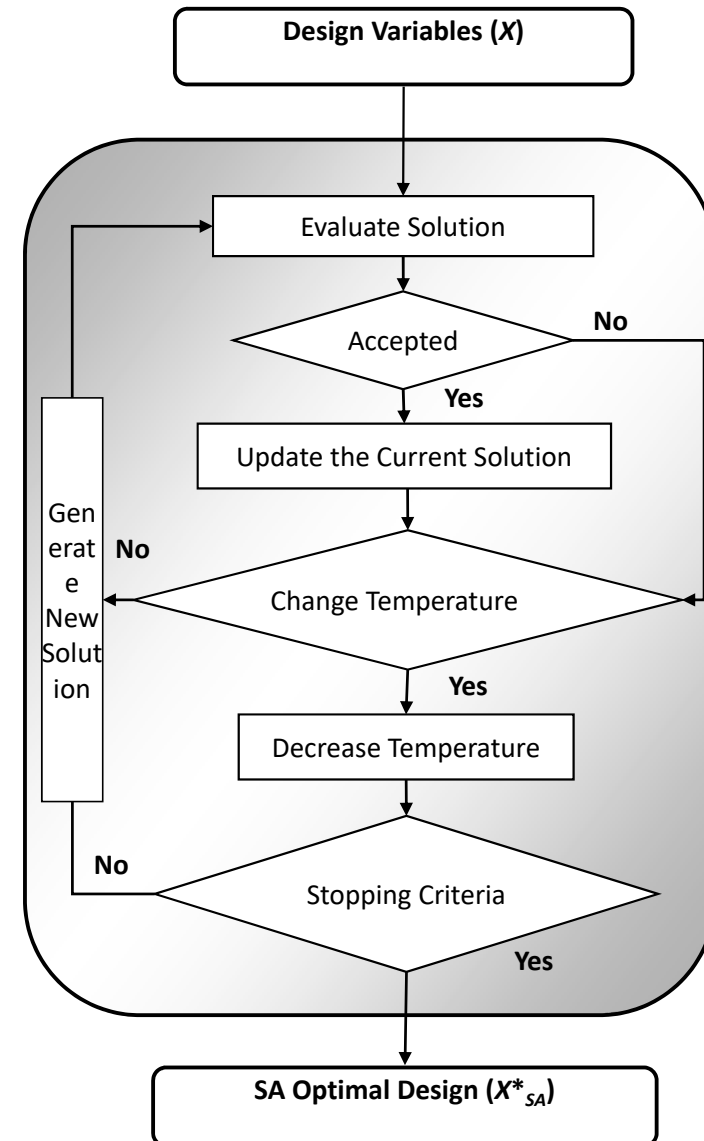 Design Variables (X)
Evaluate Solution
Accepted
No
Yes
Update the Current Solution
Gen
erat
e
New
Solut
ion
No
Change Temperature
Yes
Decrease Temperature
No
Stopping Criteria
Yes
SA Optimal Design (X*SA)